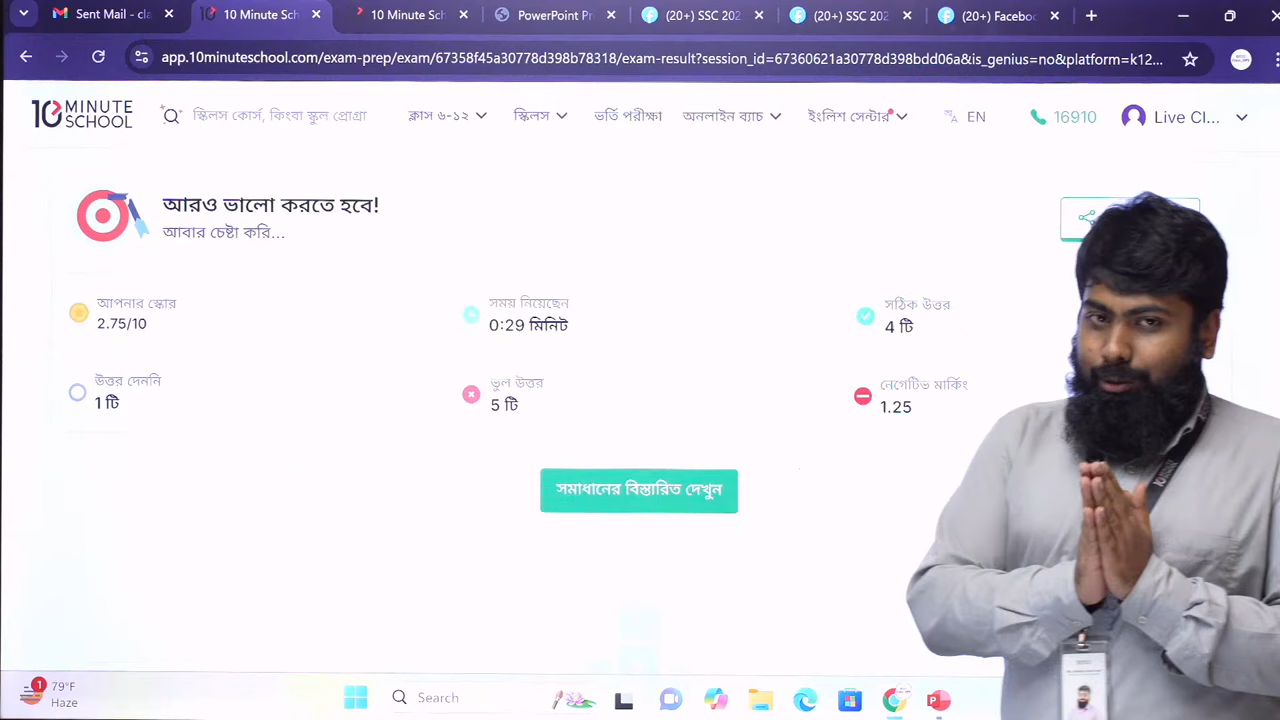 Sent Mail - cla
10 Minute Sch
10 Minute Sch
PowerPoint Pr
(20+) SSC 202
(20+) SSC 202
(20+) Faceboo
app.10minuteschool.com/exam-prep/exam/67358f45a30778d398b78318/exam-result?session_id=67360621a30778d398bdd06a&is_genius=no&platform=k12...
10 MINUTE SCHOOL
স্কিলস কোর্স, কিংবা স্কুল প্রোগ্রা
ক্লাস ৬-১২
স্কিলস
ভর্তি পরীক্ষা
অনলাইন ব্যাচ
ইংলিশ সেন্টার
EN
16910
Live Cl...
আরও ভালো করতে হবে!
আবার চেষ্টা করি...
আপনার স্কোর
2.75/10
সময় নিয়েছেন
0:29 মিনিট
সঠিক উত্তর
4 টি
উত্তর দেননি
1 টি
ভুল উত্তর
5 টি
নেগেটিভ মার্কিং
1.25
সমাধানের বিস্তারিত দেখুন
1
79°F
Haze
Search